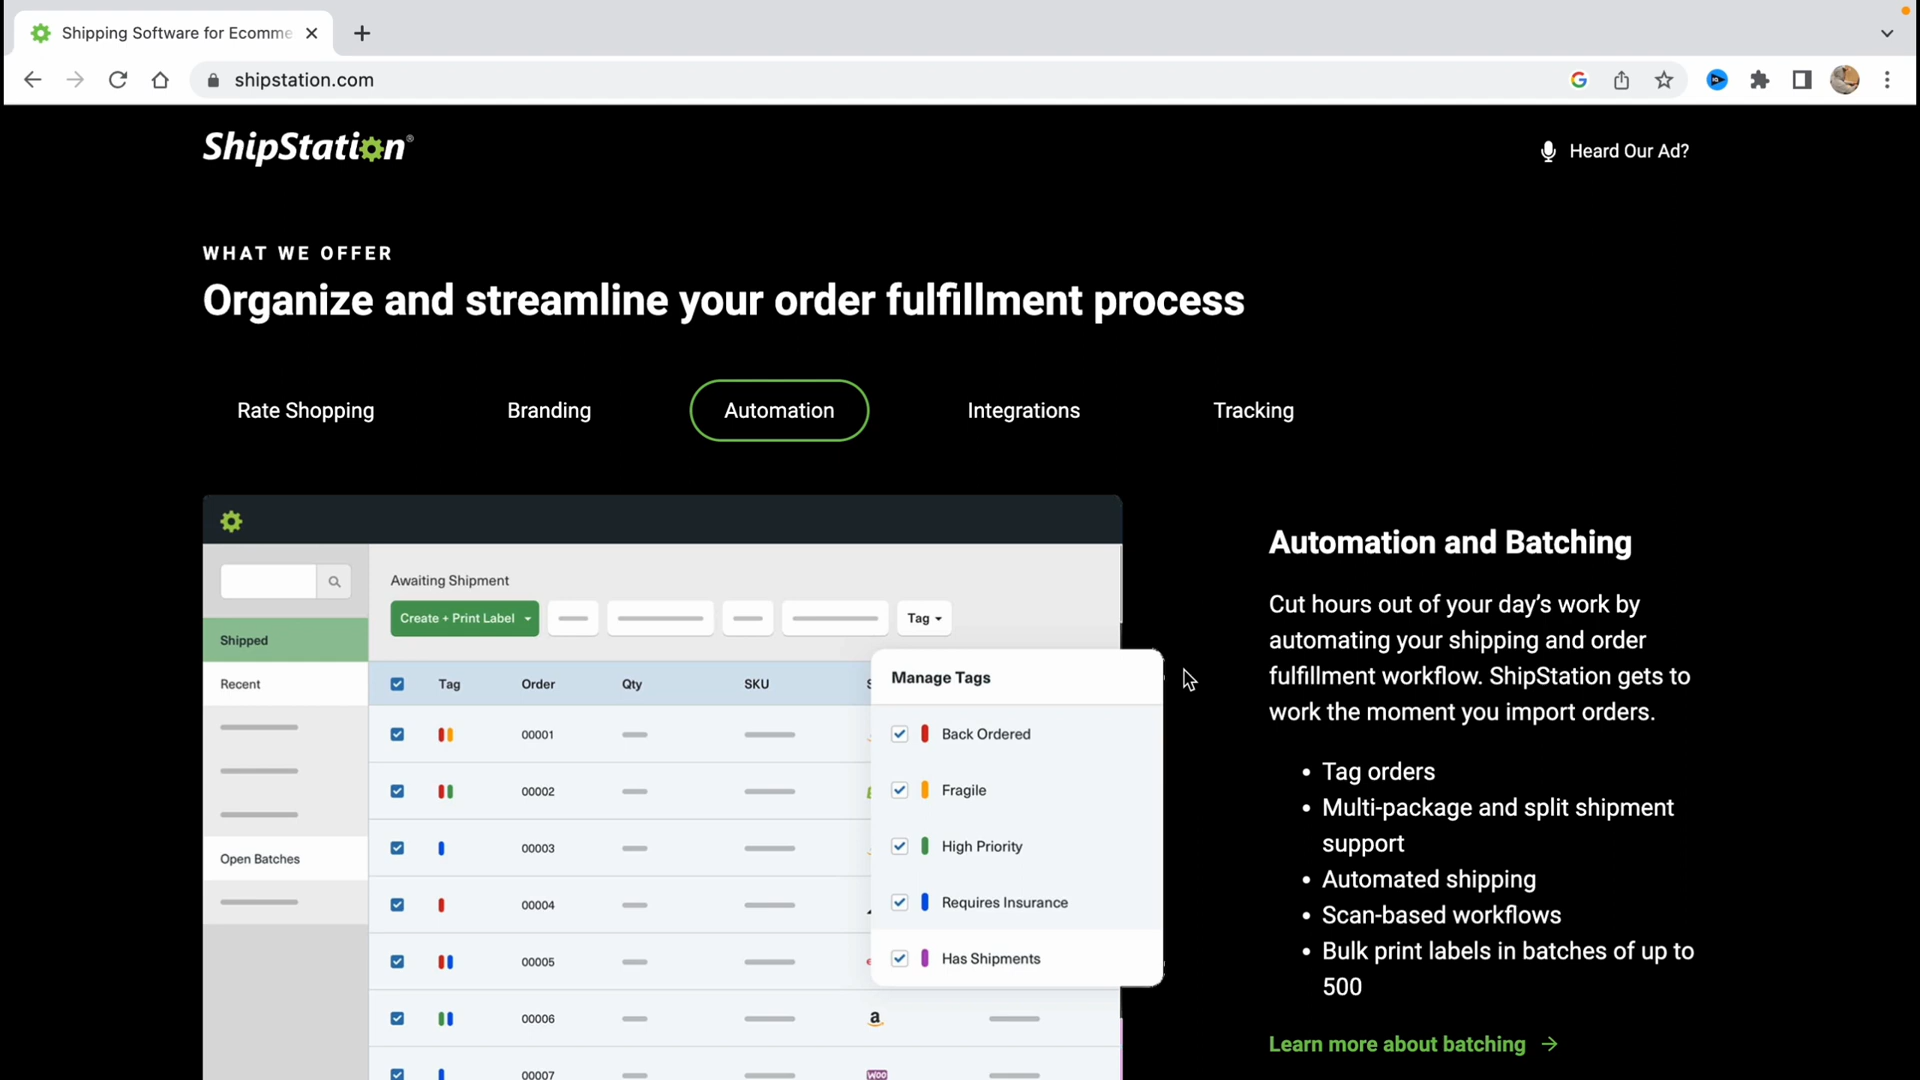 Shipping Software for Ecomme
shipstation.com
ShipStation®
Heard Our Ad?
WHAT WE OFFER
Organize and streamline your order fulfillment process
Rate Shopping
Branding
Automation
Integrations
Tracking
Awaiting Shipment
Create + Print Label
Tag
Shipped
Recent
Open Batches
Tag
Order
Qty
SKU
00001
00002
00003
00004
00005
00006
a
00007
Woo
Manage Tags
Back Ordered
Fragile
High Priority
Requires Insurance
Has Shipments
Automation and Batching
Cut hours out of your day's work by
automating your shipping and order
fulfillment workflow. ShipStation gets to
work the moment you import orders.
• Tag orders
• Multi-package and split shipment
support
• Automated shipping
• Scan-based workflows
• Bulk print labels in batches of up to
500
Learn more about batching →